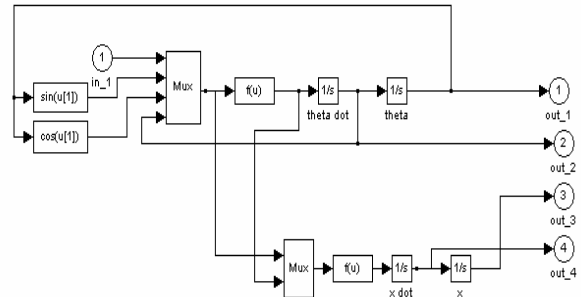 1
in_1
sin(u[1])
cos(u[1])
Mux
f(u)
1/s
theta dot
1/s
theta
1
out_1
2
out_2
3
out_3
4
out_4
Mux
f(u)
1/s
x dot
1/s
x